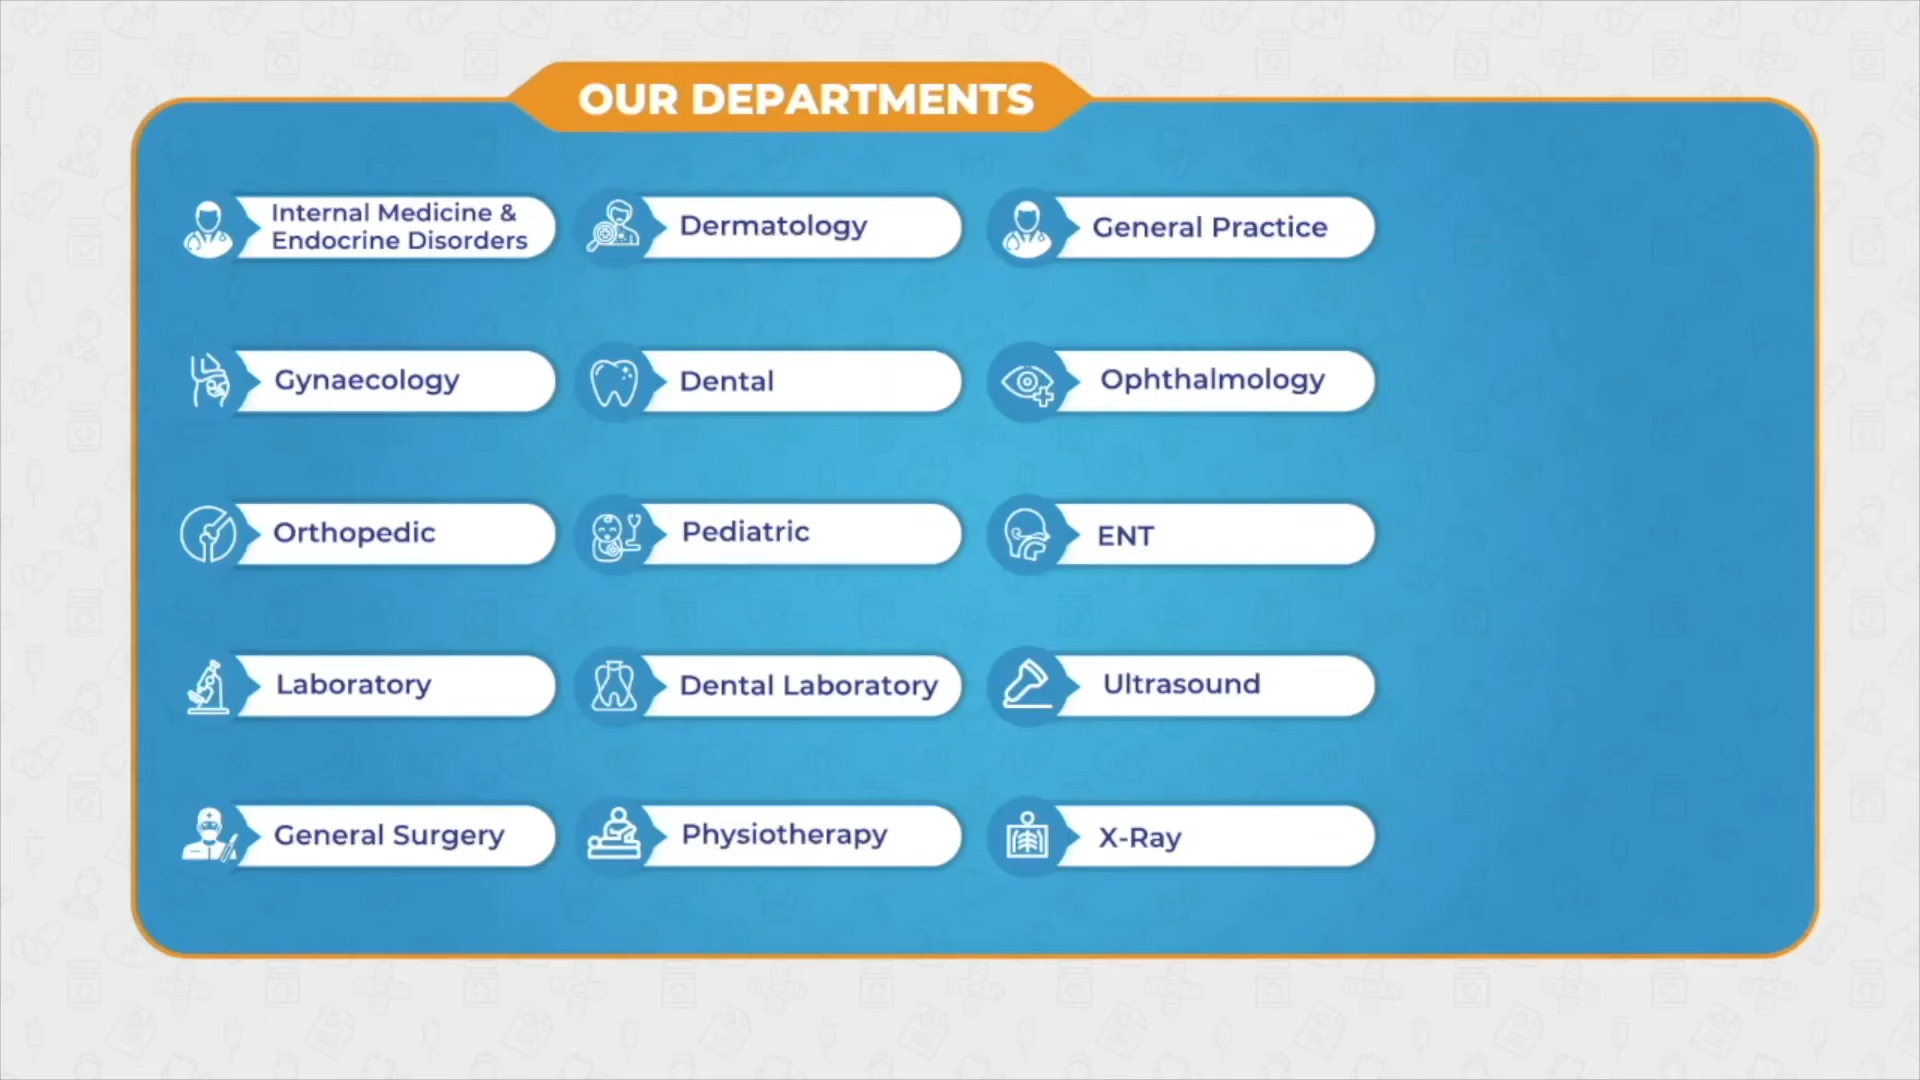 OUR DEPARTMENTS
Internal Medicine &
Endocrine Disorders
Dermatology
General Practice
Gynaecology
Dental
Ophthalmology
Orthopedic
Pediatric
ENT
Laboratory
Dental Laboratory
Ultrasound
General Surgery
Physiotherapy
X-Ray